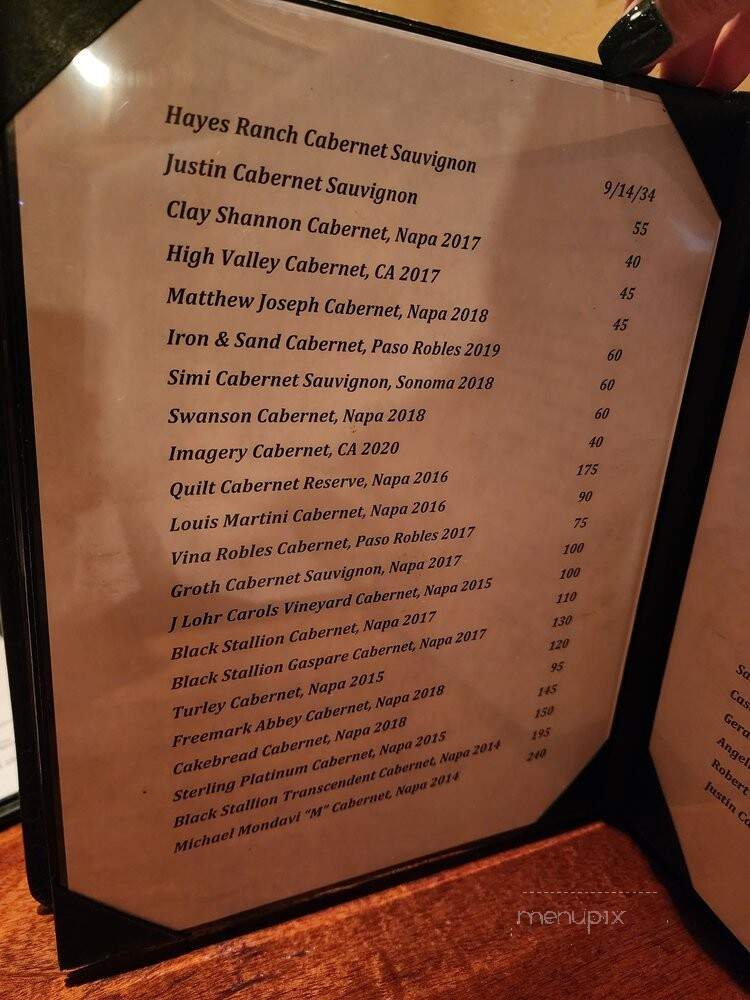 Hayes Ranch Cabernet Sauvignon 9/14/34
Justin Cabernet Sauvignon 55
Clay Shannon Cabernet, Napa 2017 40
High Valley Cabernet, CA 2017 45
Matthew Joseph Cabernet, Napa 2018 45
Iron & Sand Cabernet, Paso Robles 2019 60
Simi Cabernet Sauvignon, Sonoma 2018 60
Swanson Cabernet, Napa 2018 60
Imagery Cabernet, CA 2020 40
Quilt Cabernet Reserve, Napa 2016 175
Louis Martini Cabernet, Napa 2016 90
Vina Robles Cabernet, Paso Robles 2017 75
Groth Cabernet Sauvignon, Napa 2017 100
J Lohr Carols Vineyard Cabernet, Napa 2015 100
Black Stallion Cabernet, Napa 2017 110
Black Stallion Gaspare Cabernet, Napa 2017 130
Turley Cabernet, Napa 2015 120
Freemark Abbey Cabernet, Napa 2018 95
Cakebread Cabernet, Napa 2018 145
Sterling Platinum Cabernet, Napa 2015 150
Black Stallion Transcendent Cabernet, Napa 2014 195
Michael Mondavi "M" Cabernet, Napa 2014 240
Robert
Justin
menupix